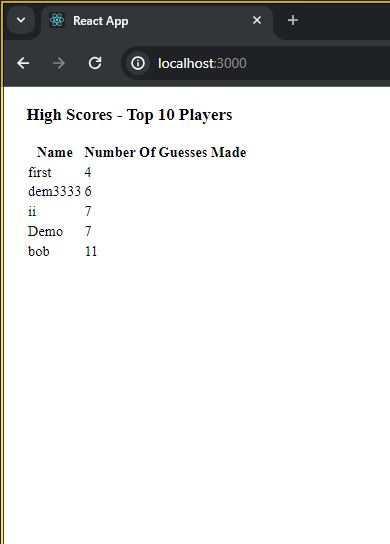 React App
localhost:3000
High Scores - Top 10 Players
Name Number Of Guesses Made
first 4
dem3333 6
ii 7
Demo 7
bob 11